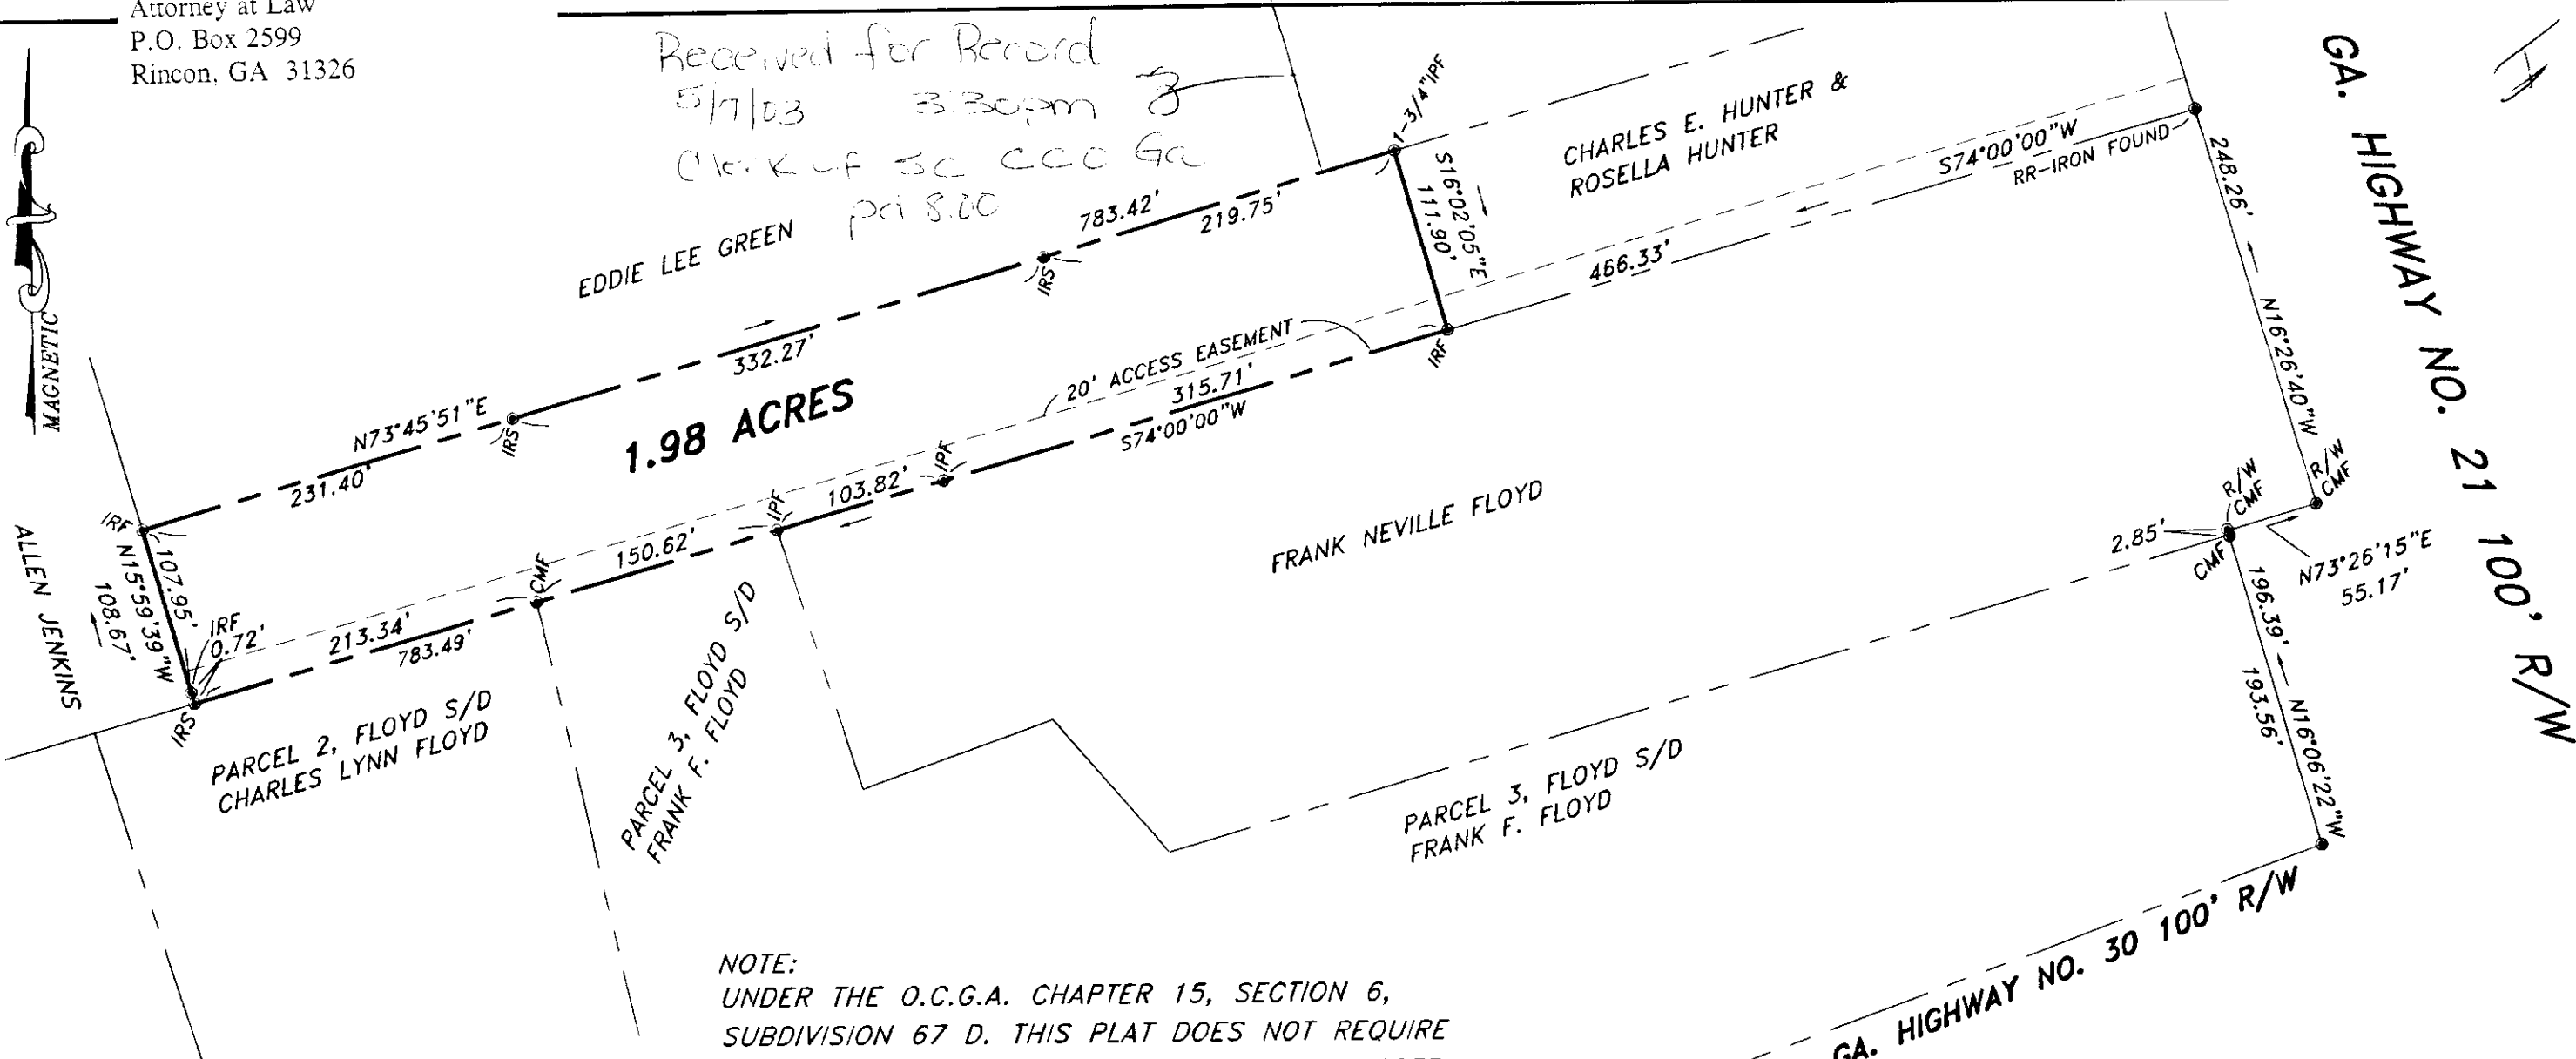 Attorney at Law
P.O. Box 2599
Rincon, GA 31326
Received for Record
5/7/03 3:30pm
Clerk of SC CCO Ga
pd 8.00
MAGNETIC
EDDIE LEE GREEN
783.42'
219.75'
1-3/4"IPF
S16°02'05"E
111.90'
CHARLES E. HUNTER &
ROSELLA HUNTER
S74°00'00"W
RR-IRON FOUND
248.26'
N16°26'40"W
GA. HIGHWAY NO. 21 100' R/W
IRS
332.27'
466.33'
20' ACCESS EASEMENT
315.71'
S74°00'00"W
IRF
N73°45'51"E
231.40'
IRS
1.98 ACRES
IPF
103.82'
IPF
150.62'
CMF
FRANK NEVILLE FLOYD
R/W
CMF
R/W
CMF
2.85'
CMF
N73°26'15"E
55.17'
196.39'
193.56'
N16°06'22"W
ALLEN JENKINS
IRF
107.95'
N15°59'39"W
108.67'
IRF
0.72'
213.34'
783.49'
IRS
PARCEL 2, FLOYD S/D
CHARLES LYNN FLOYD
PARCEL 3, FLOYD S/D
FRANK F. FLOYD
PARCEL 3, FLOYD S/D
FRANK F. FLOYD
GA. HIGHWAY NO. 30 100' R/W
NOTE:
UNDER THE O.C.G.A. CHAPTER 15, SECTION 6,
SUBDIVISION 67 D. THIS PLAT DOES NOT REQUIRE